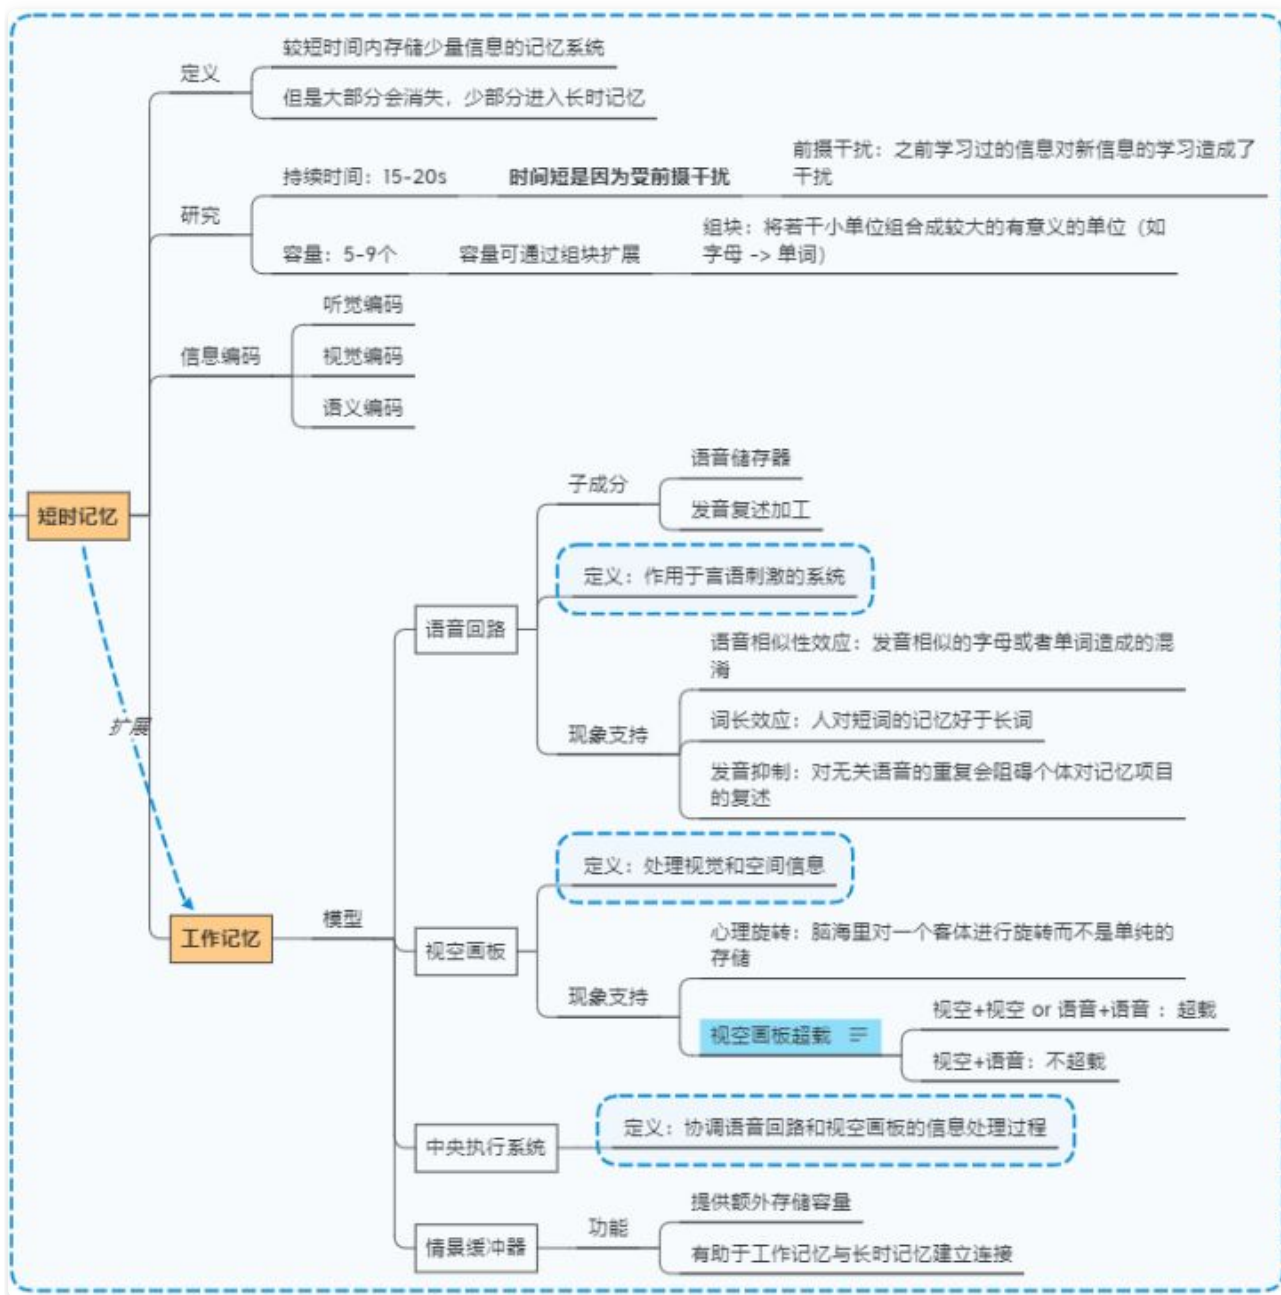 较短时间内存储少量信息的记忆系统
定义
但是大部分会消失，少部分进入长时记忆
前摄干扰：之前学习过的信息对新信息的学习造成了
干扰
持续时间：15-20s
时间短是因为受前摄干扰
研究
组块：将若干小单位组合成较大的有意义的单位（如
字母 -> 单词）
容量：5-9个
容量可通过组块扩展
听觉编码
信息编码
视觉编码
语义编码
短时记忆
语音储存器
子成分
发音复述加工
定义：作用于言语刺激的系统
语音回路
语音相似性效应：发音相似的字母或者单词造成的混
淆
现象支持
词长效应：人对短词的记忆好于长词
发音抑制：对无关语音的重复会阻碍个体对记忆项目
的复述
扩展
定义：处理视觉和空间信息
工作记忆
模型
视空画板
心理旋转：脑海里对一个客体进行旋转而不是单纯的
存储
现象支持
视空画板超载
视空+视空 or 语音+语音 ：超载
视空+语音：不超载
中央执行系统
定义：协调语音回路和视空画板的信息处理过程
情景缓冲器
功能
提供额外存储容量
有助于工作记忆与长时记忆建立连接